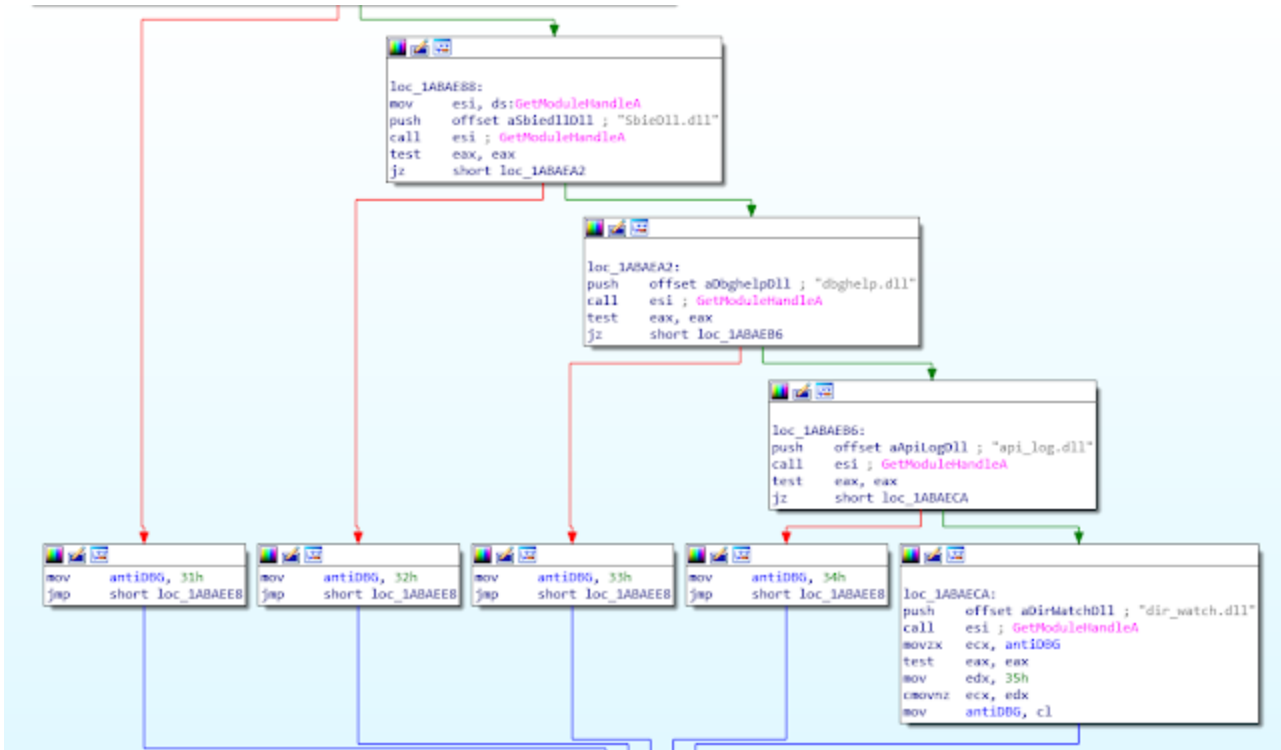 loc_1ABAE88:
mov esi, ds:GetModuleHandleA
push offset aSbiedllDll ; "SbieDll.dll"
call esi ; GetModuleHandleA
test eax, eax
jz short loc_1ABAEA2
loc_1ABAEA2:
push offset aDbghelpDll ; "dbghelp.dll"
call esi ; GetModuleHandleA
test eax, eax
jz short loc_1ABAEB6
loc_1ABAEB6:
push offset aApiLogDll ; "api_log.dll"
call esi ; GetModuleHandleA
test eax, eax
jz short loc_1ABAECA
mov antiDBG, 31h
jmp short loc_1ABAEE8
mov antiDBG, 32h
jmp short loc_1ABAEE8
mov antiDBG, 33h
jmp short loc_1ABAEE8
mov antiDBG, 34h
jmp short loc_1ABAEE8
loc_1ABAECA:
push offset aDirWatchDll ; "dir_watch.dll"
call esi ; GetModuleHandleA
movzx ecx, antiDBG
test eax, eax
mov edx, 35h
cmovnz ecx, edx
mov antiDBG, cl